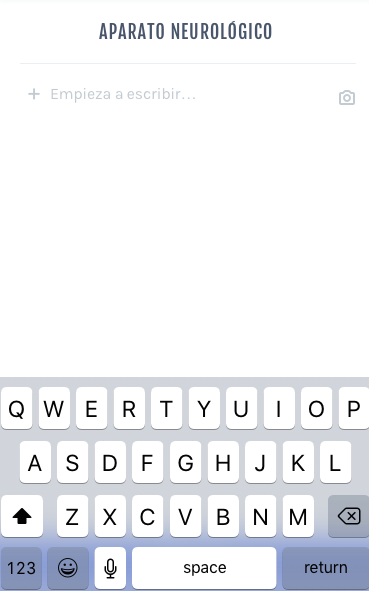 APARATO NEUROLÓGICO
+ Empieza a escribir...
Q W E R T Y U I O P
A S D F G H J K L
Z X C V B N M
123 space return